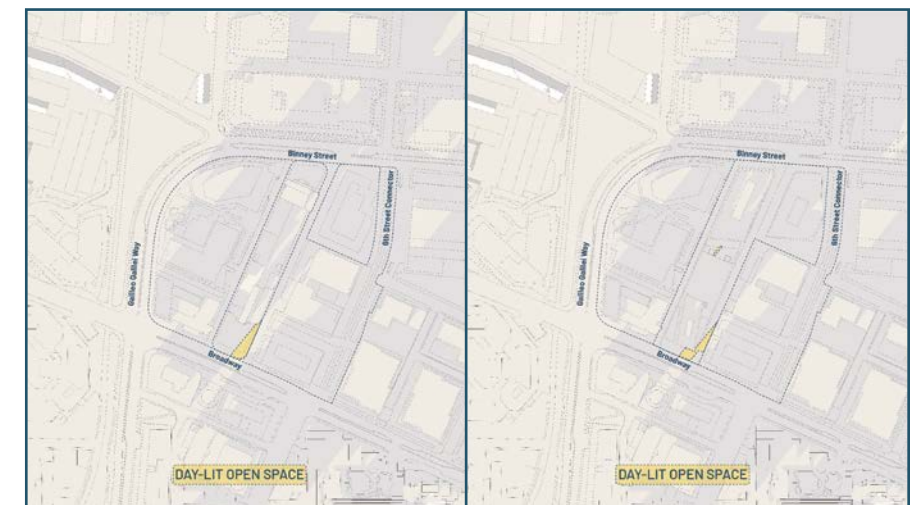 Binney Street
6th Street Connector
Galileo Galilei Way
Broadway
DAY-LIT OPEN SPACE
Binney Street
6th Street Connector
Galileo Galilei Way
Broadway
DAY-LIT OPEN SPACE